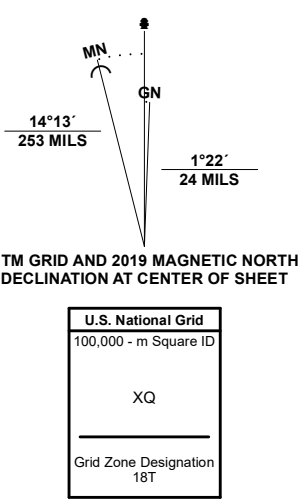 MN
GN
14°13´
253 MILS
1°22´
24 MILS
TM GRID AND 2019 MAGNETIC NORTH
DECLINATION AT CENTER OF SHEET
U.S. National Grid
100,000 - m Square ID
XQ
Grid Zone Designation
18T